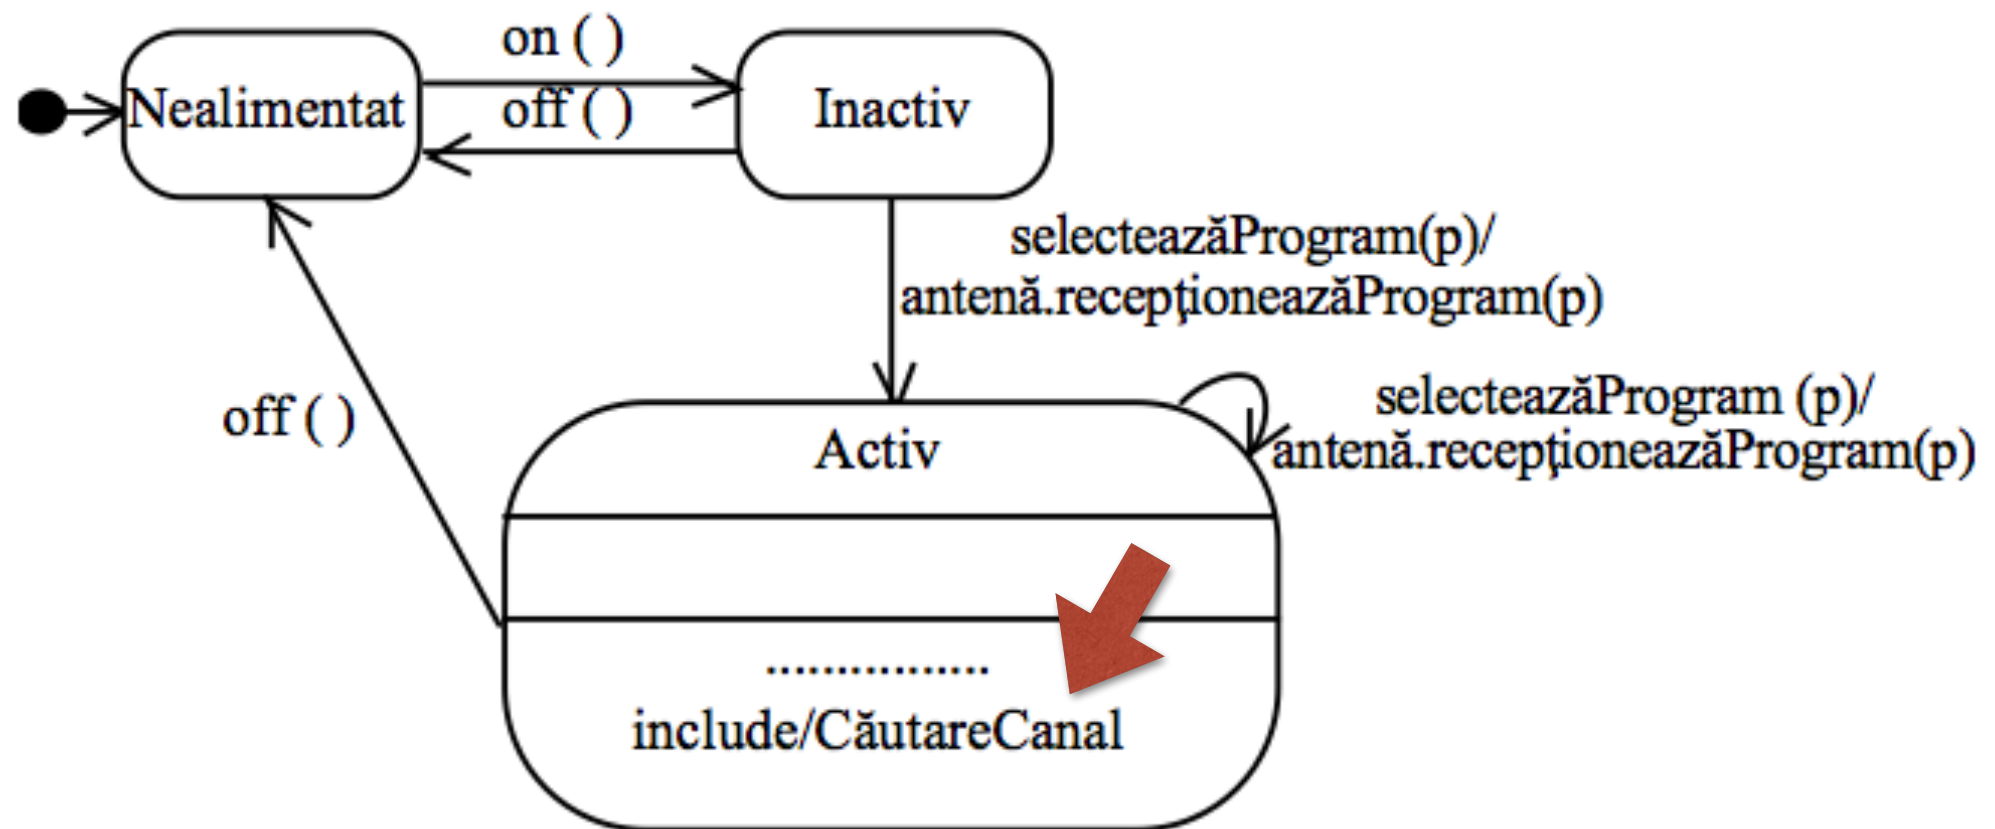 on ( )
Nealimentat
off ( )
Inactiv
selecteazăProgram(p)/
antenă.recepţioneazăProgram(p)
off ( )
Activ
selecteazăProgram (p)/
antenă.recepţioneazăProgram(p)
................
include/CăutareCanal